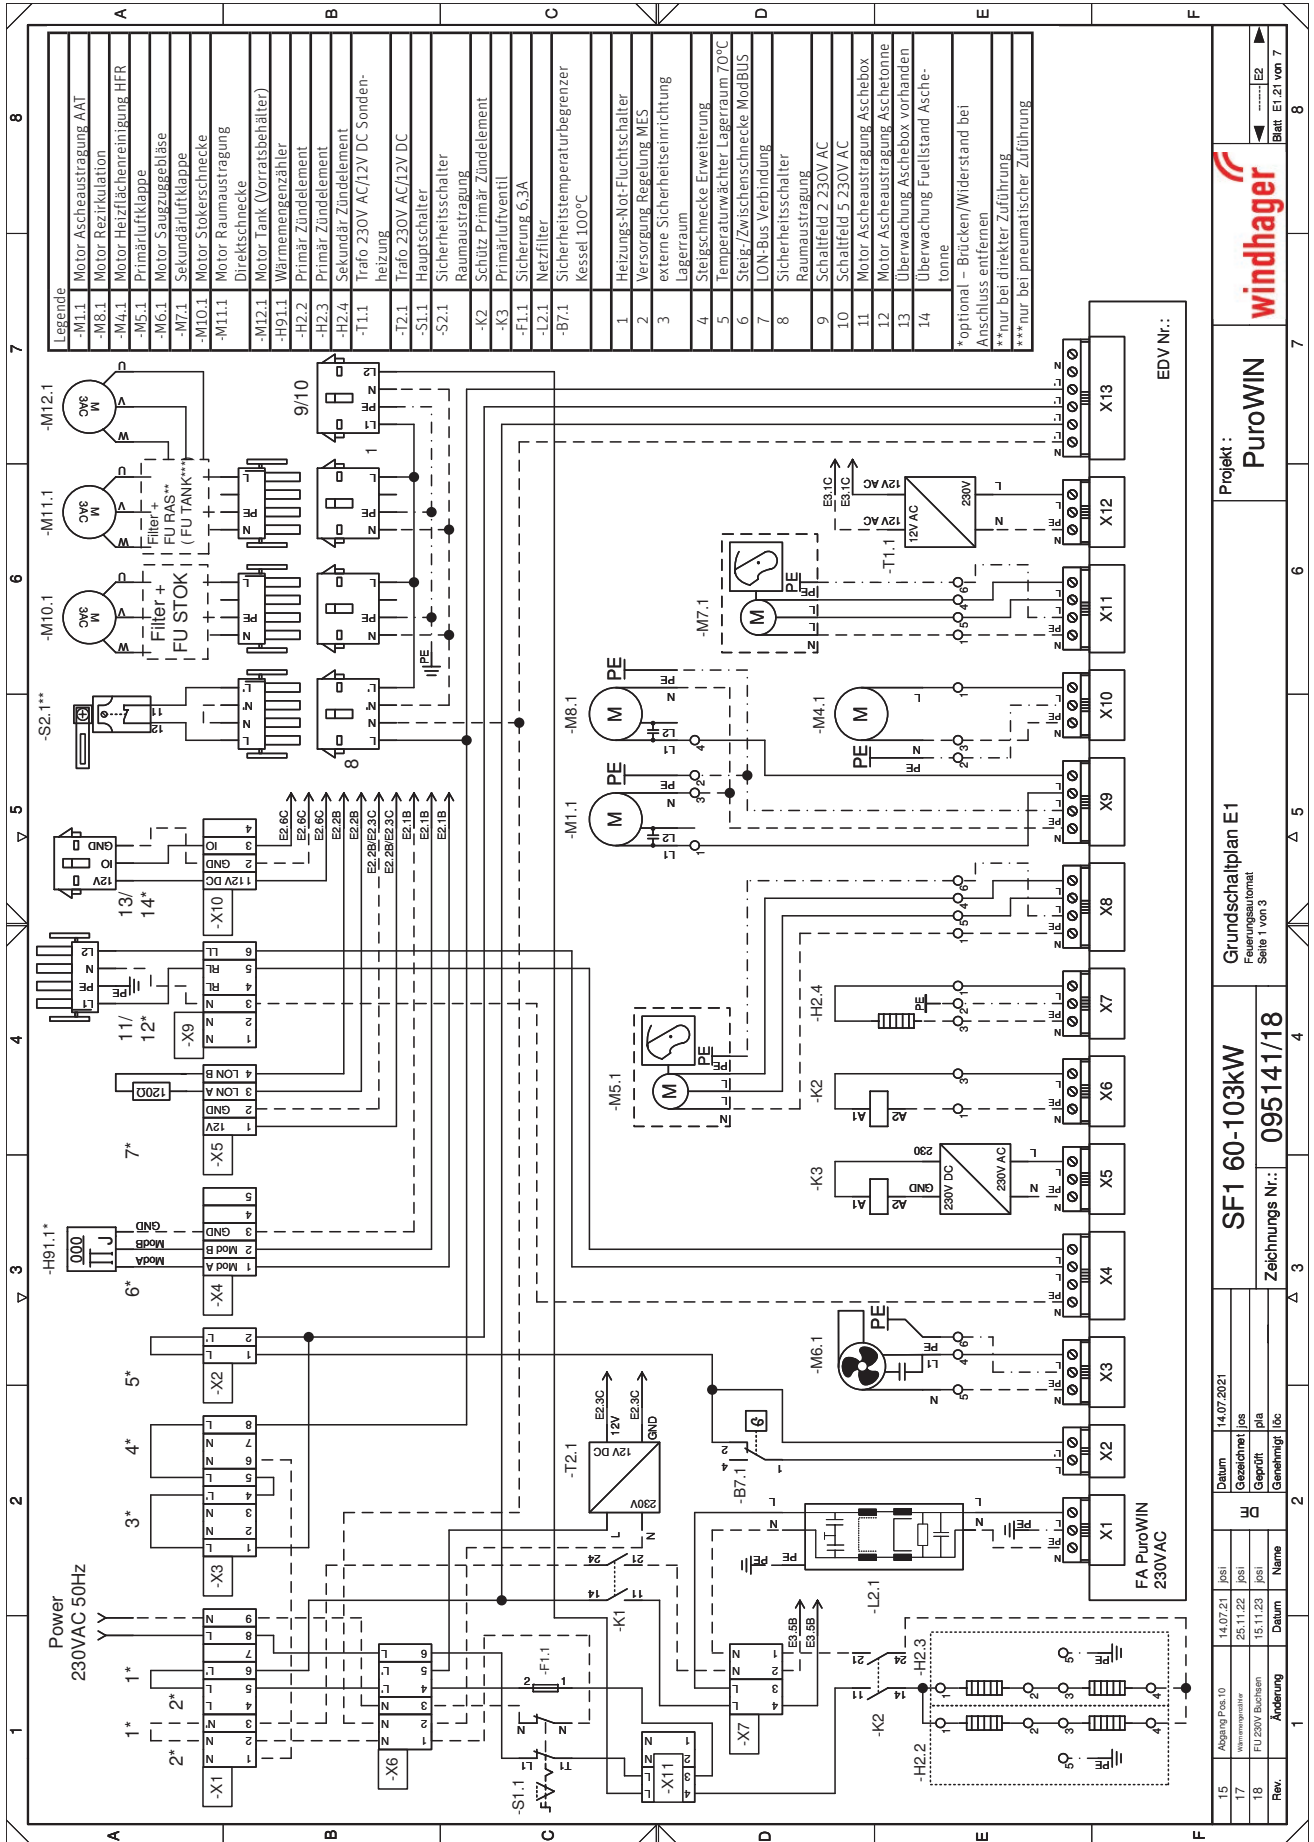 Legende
-M1.1 Motor Ascheaustragung AAT
-M8.1 Motor Rezirkulation
-M4.1 Motor Heizflächenreinigung HFR
-M5.1 Primärluftklappe
-M6.1 Motor Saugzuggebläse
-M7.1 Sekundärluftklappe
-M10.1 Motor Stokerschnecke
-M11.1 Motor Raumaustragung
Direktschnecke
-M12.1 Motor Tank (Vorratsbehälter)
-H91.1 Wärmemengenzähler
-H2.2 Primär Zündelement
-H2.3 Primär Zündelement
-H2.4 Sekundär Zündelement
-T1.1 Trafo 230V AC/12V DC Sonden-
heizung
-T2.1 Trafo 230V AC/12V DC
-S1.1 Hauptschalter
-S2.1 Sicherheitsschalter
Raumaustragung
-K2 Schütz Primär Zündelement
-K3 Primärluftventil
-F1.1 Sicherung 6,3A
-L2.1 Netzfilter
-B7.1 Sicherheitstemperaturbegrenzer
Kessel 100°C
1 Heizungs-Not-Fluchtschalter
2 Versorgung Regelung MES
3 externe Sicherheitseinrichtung
Lagerraum
4 Steigschnecke Erweiterung
5 Temperaturwächter Lagerraum 70°C
6 Steig-/Zwischenschnecke ModBUS
7 LON-Bus Verbindung
8 Sicherheitsschalter
Raumaustragung
9 Schaltfeld 2 230V AC
10 Schaltfeld 5 230V AC
11 Motor Ascheaustragung Aschebox
12 Motor Ascheaustragung Aschetonne
13 Überwachung Aschebox vorhanden
14 Überwachung Fuellstand Asche-
tonne
*optional – Brücken/Widerstand bei
Anschluss entfernen
**nur bei direkter Zuführung
***nur bei pneumatischer Zuführung
Power
230VAC 50Hz
-X1
-X3
-X2
-X4
-X5
-X9
-X10
-X6
-X11
-X7
-H91.1*
120Ω
-S2.1**
-M10.1
-M11.1
-M12.1
Filter +
FU STOK
Filter +
FU RAS**
(FU TANK***)
9/10
11/
12*
13/
14*
-S1.1
-F1.1
-K1
-T2.1
230V
12V DC
-B7.1
-L2.1
-K2
-H2.2
-H2.3
-M6.1
-K3
230V DC
230V AC
-K2
-H2.4
-M5.1
-M1.1
-M8.1
-M4.1
-M7.1
-T1.1
12V AC
230V
FA PuroWIN
230VAC
X1 X2 X3 X4 X5 X6 X7 X8 X9 X10 X11 X12 X13
EDV Nr.:
15 Abgang Pos.10 14.07.21 josi
17 Wärmemengenzähler 25.11.22 josi
18 FU 230V Buchsen 15.11.23 josi
Rev. Änderung Datum Name
DE
Datum 14.07.2021
Gezeichnet jos
Geprüft pla
Genehmigt löc
SF1 60-103kW
Zeichnungs Nr.: 095141/18
Grundschaltplan E1
Feuerungsautomat
Seite 1 von 3
Projekt :
PuroWIN
windhager
------ E2
Blatt E1.21 von 7